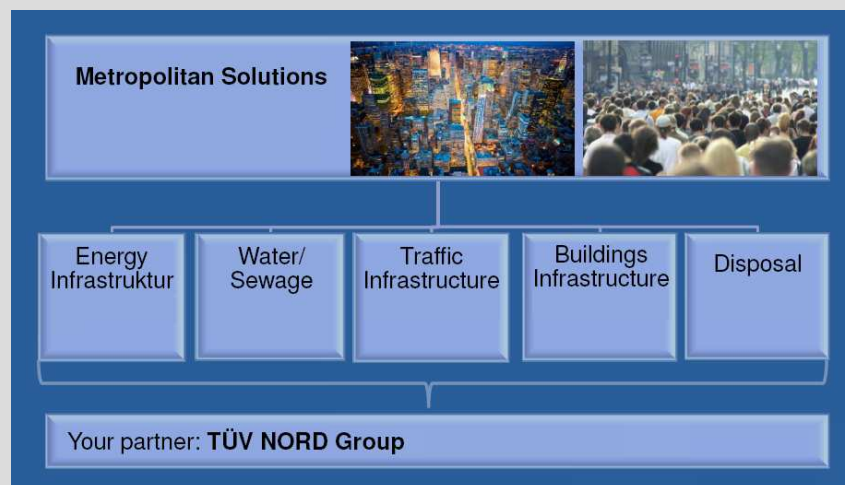 Metropolitan Solutions
Energy
Infrastruktur
Water/
Sewage
Traffic
Infrastructure
Buildings
Infrastructure
Disposal
Your partner: TÜV NORD Group